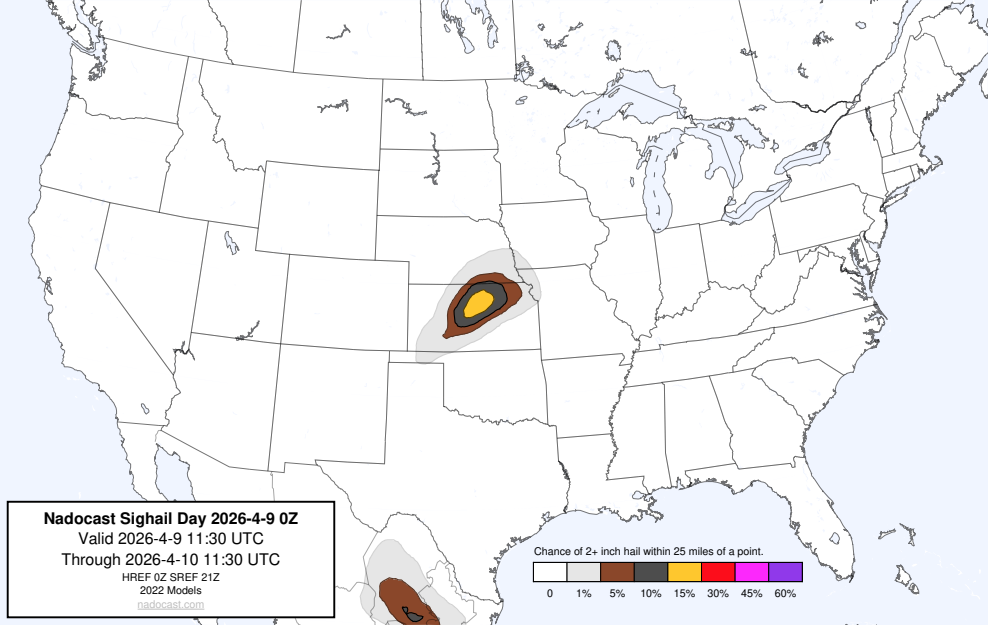 Nadocast Sighail Day 2026-4-9 0Z
Valid 2026-4-9 11:30 UTC
Through 2026-4-10 11:30 UTC
HREF 0Z SREF 21Z
2022 Models
nadocast.com
Chance of 2+ inch hail within 25 miles of a point.
0 1% 5% 10% 15% 30% 45% 60%